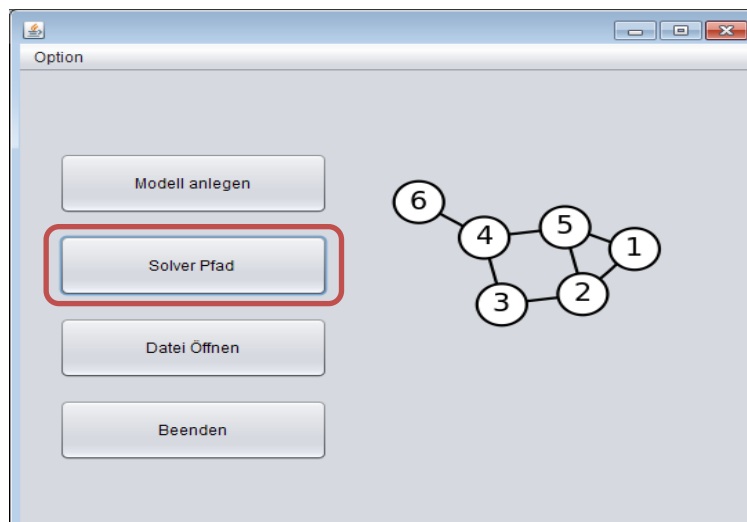 Option
Modell anlegen
Solver Pfad
Datei Öffnen
Beenden
6
4
5
1
3
2